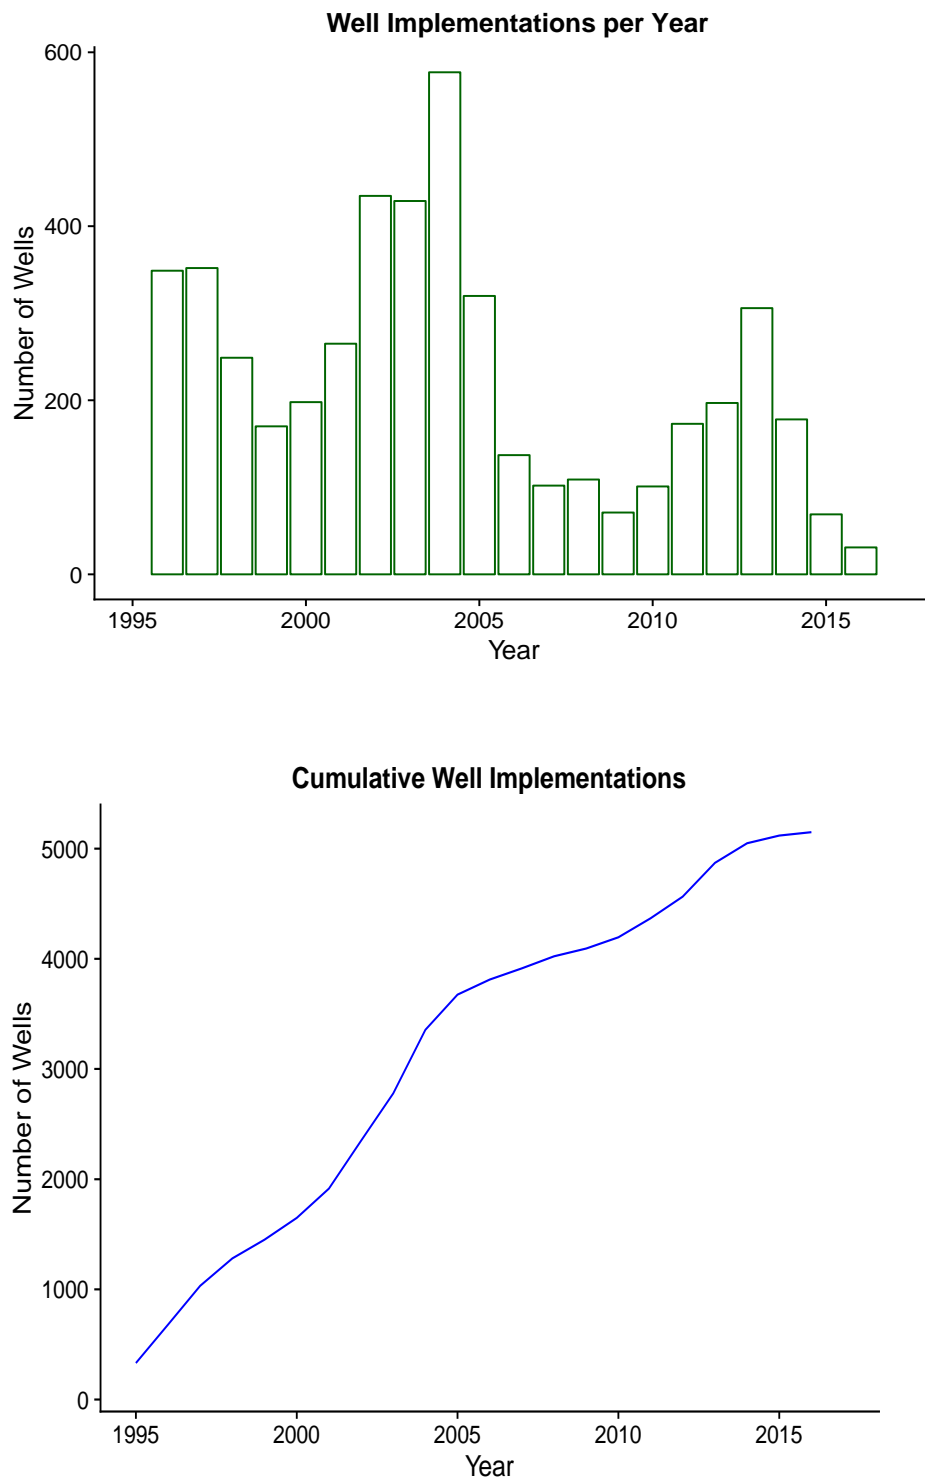 Well Implementations per Year
600
400
200
0
Number of Wells
1995 2000 2005 2010 2015
Year
Cumulative Well Implementations
5000
4000
3000
2000
1000
0
Number of Wells
1995 2000 2005 2010 2015
Year